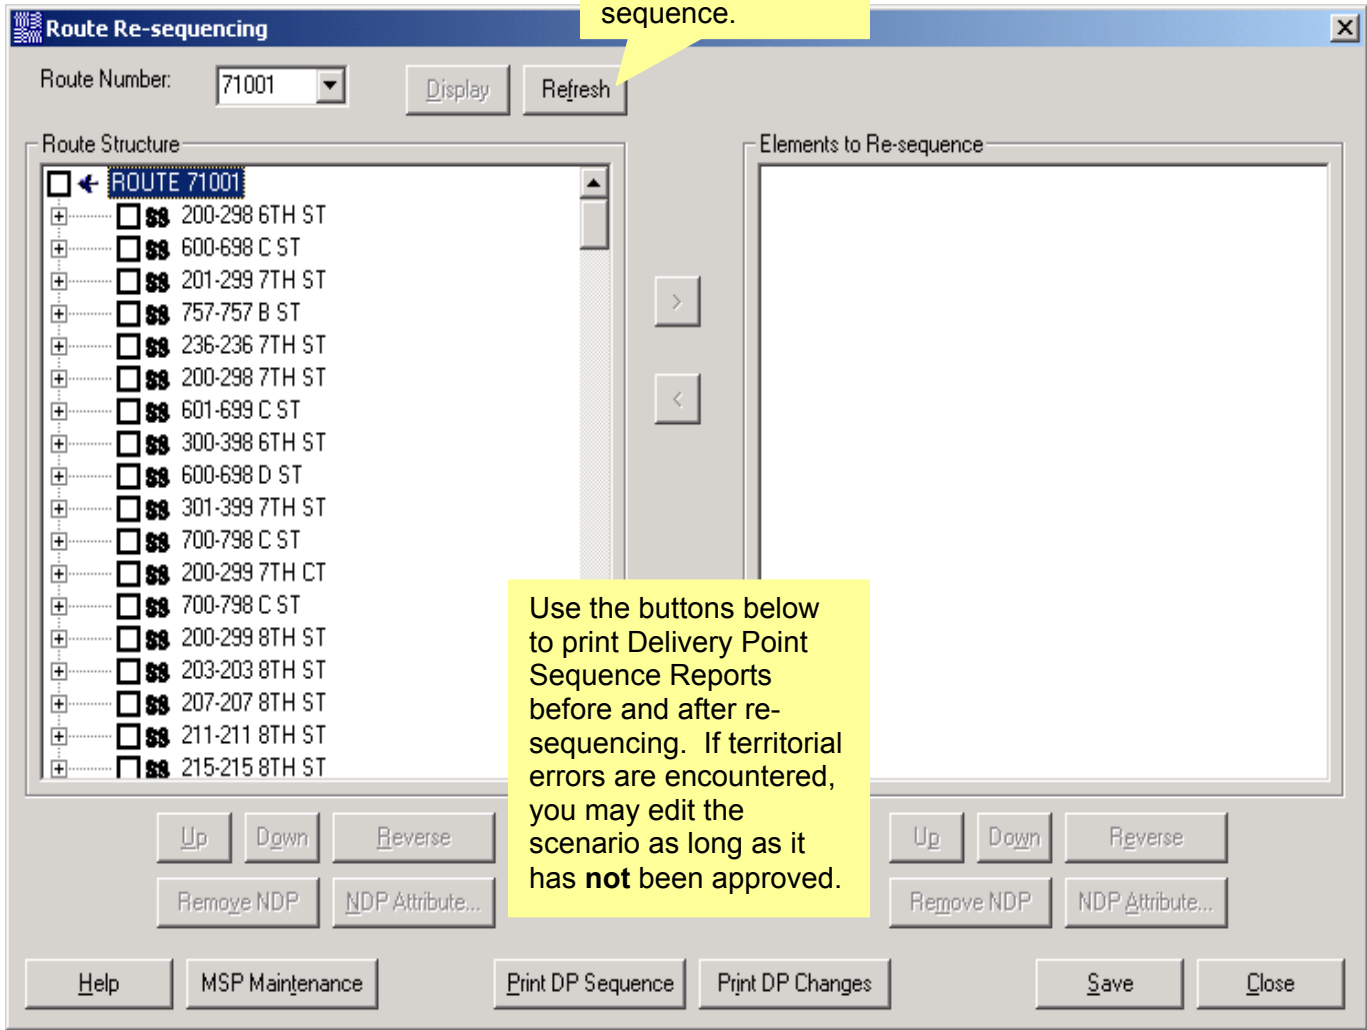 sequence.
Route Re-sequencing
Route Number: 71001 Display Refresh
Route Structure
ROUTE 71001
200-298 6TH ST
600-698 C ST
201-299 7TH ST
757-757 B ST
236-236 7TH ST
200-298 7TH ST
601-699 C ST
300-398 6TH ST
600-698 D ST
301-399 7TH ST
700-798 C ST
200-299 7TH CT
700-798 C ST
200-299 8TH ST
203-203 8TH ST
207-207 8TH ST
211-211 8TH ST
215-215 8TH ST
>
<
Elements to Re-sequence
Use the buttons below
to print Delivery Point
Sequence Reports
before and after re-
sequencing. If territorial
errors are encountered,
you may edit the
scenario as long as it
has not been approved.
Up Down Reverse
Remove NDP NDP Attribute...
Up Down Reverse
Remove NDP NDP Attribute...
Help MSP Maintenance Print DP Sequence Print DP Changes Save Close